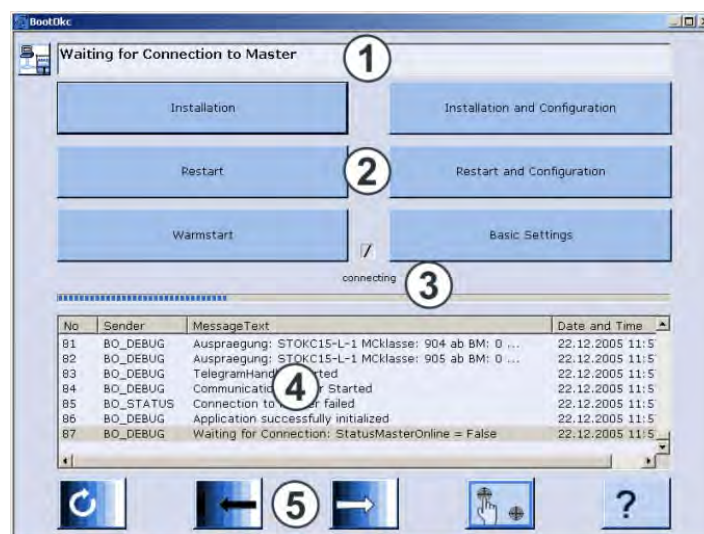 BootOkc
Waiting for Connection to Master
1
Installation
Installation and Configuration
Restart
2
Restart and Configuration
Warmstart
Basic Settings
connecting
3
No Sender MessageText Date and Time
81 BO_DEBUG Auspraegung: STOKC15-L-1 MCklasse: 904 ab BM: 0 ... 22.12.2005 11:5
82 BO_DEBUG Auspraegung: STOKC15-L-1 MCklasse: 905 ab BM: 0 ... 22.12.2005 11:5
83 BO_DEBUG 22.12.2005 11:5
84 BO_DEBUG Started 22.12.2005 11:5
4
85 BO_STATUS Connection to failed 22.12.2005 11:5
86 BO_DEBUG Application successfully initialized 22.12.2005 11:5
87 BO_DEBUG Waiting for Connection: StatusMasterOnline = False 22.12.2005 11:5
5
?